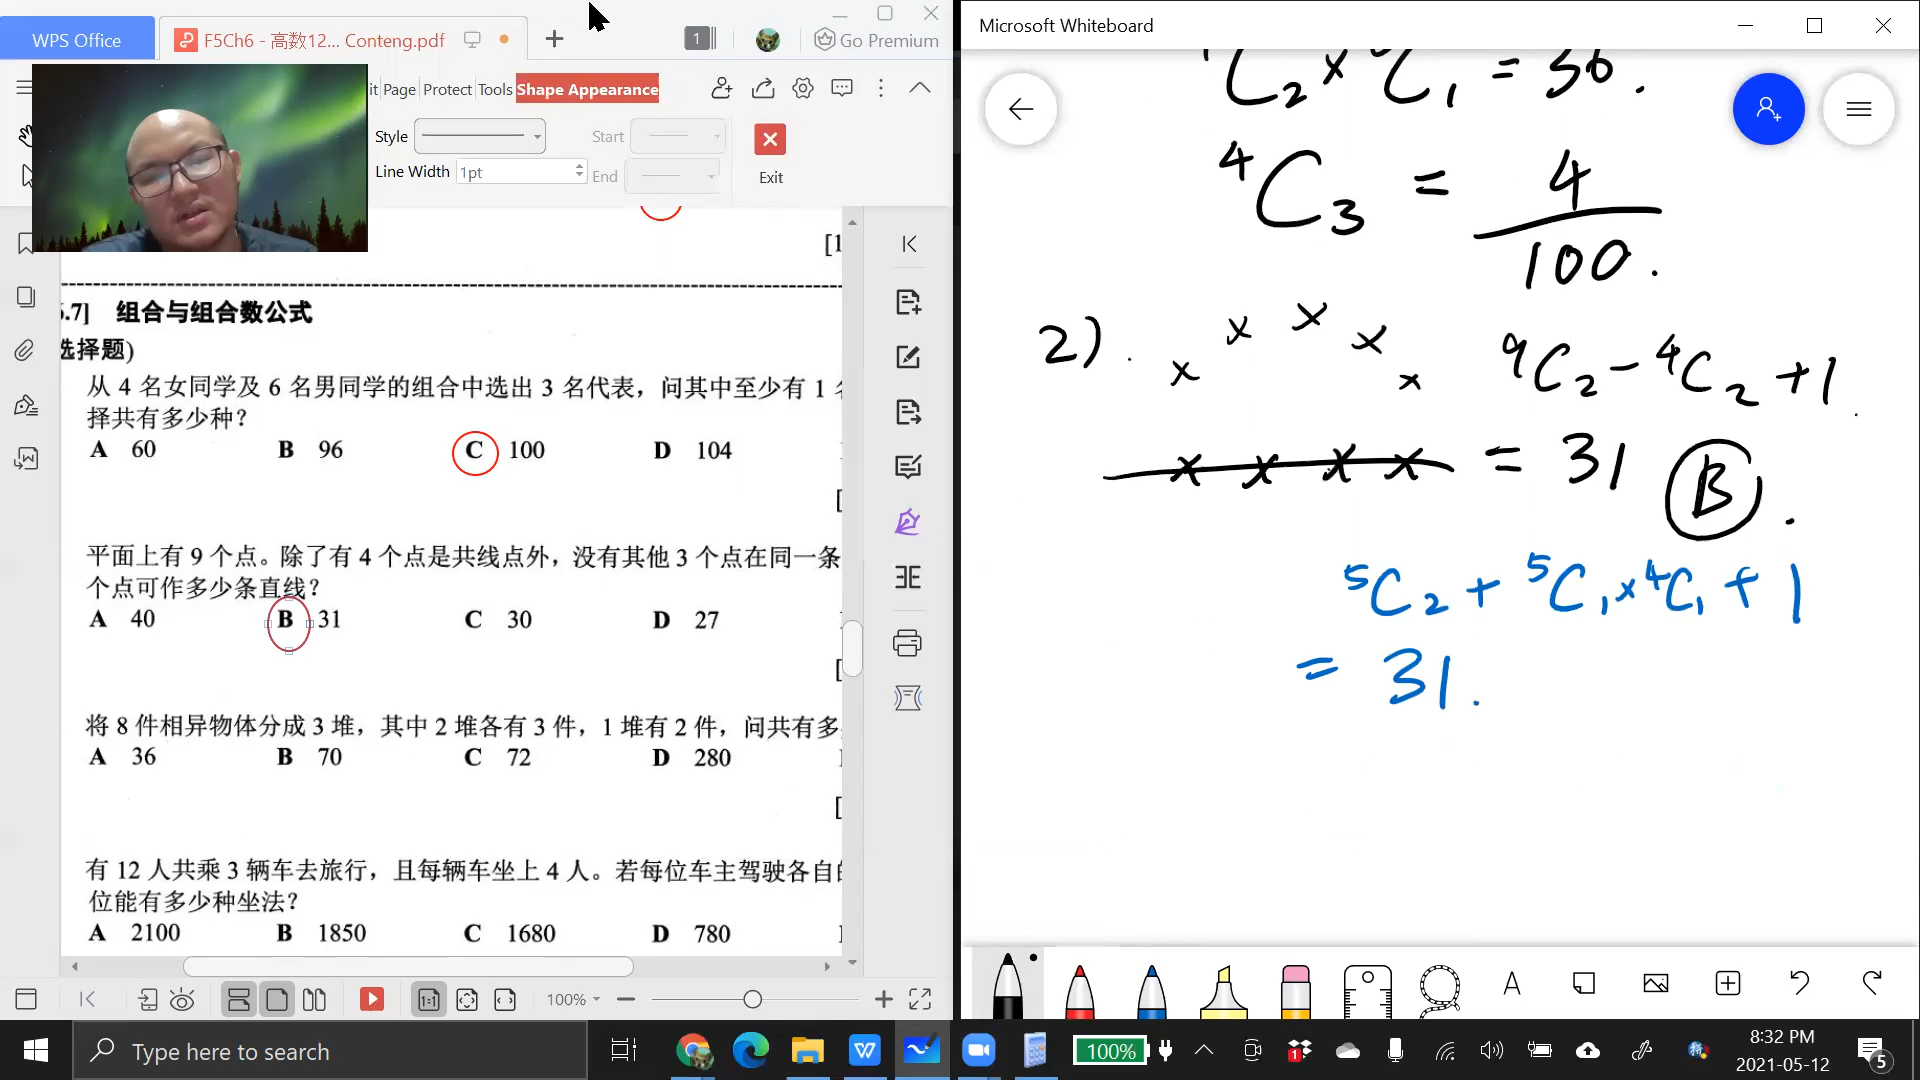 WPS Office
F5Ch6 - 高数12... Conteng.pdf
1
Go Premium
it Page Protect Tools Shape Appearance
Style
Start
Line Width 1pt
End
Exit
[1
6.7] 组合与组合数公式
选择题)
从 4 名女同学及 6 名男同学的组合中选出 3 名代表，问其中至少有 1
择共有多少种？
A 60 B 96 C 100 D 104
[
平面上有 9 个点。除了有 4 个点是共线点外，没有其他 3 个点在同一条
个点可作多少条直线？
A 40 B 31 C 30 D 27
[
将 8 件相异物体分成 3 堆，其中 2 堆各有 3 件，1 堆有 2 件，问共有多
A 36 B 70 C 72 D 280
[
有 12 人共乘 3 辆车去旅行，且每辆车坐上 4 人。若每位车主驾驶各自
位能有多少种坐法？
A 2100 B 1850 C 1680 D 780
100%
Microsoft Whiteboard
C₂ × C₁ = 36.
⁴C₃ = 4
100.
2). x x x x x ⁹C₂ - ⁴C₂ + 1.
x x x x = 31 B.
⁵C₂ + ⁵C₁ × ⁴C₁ + 1
= 31.
A
Type here to search
100%
1
8:32 PM
2021-05-12
5